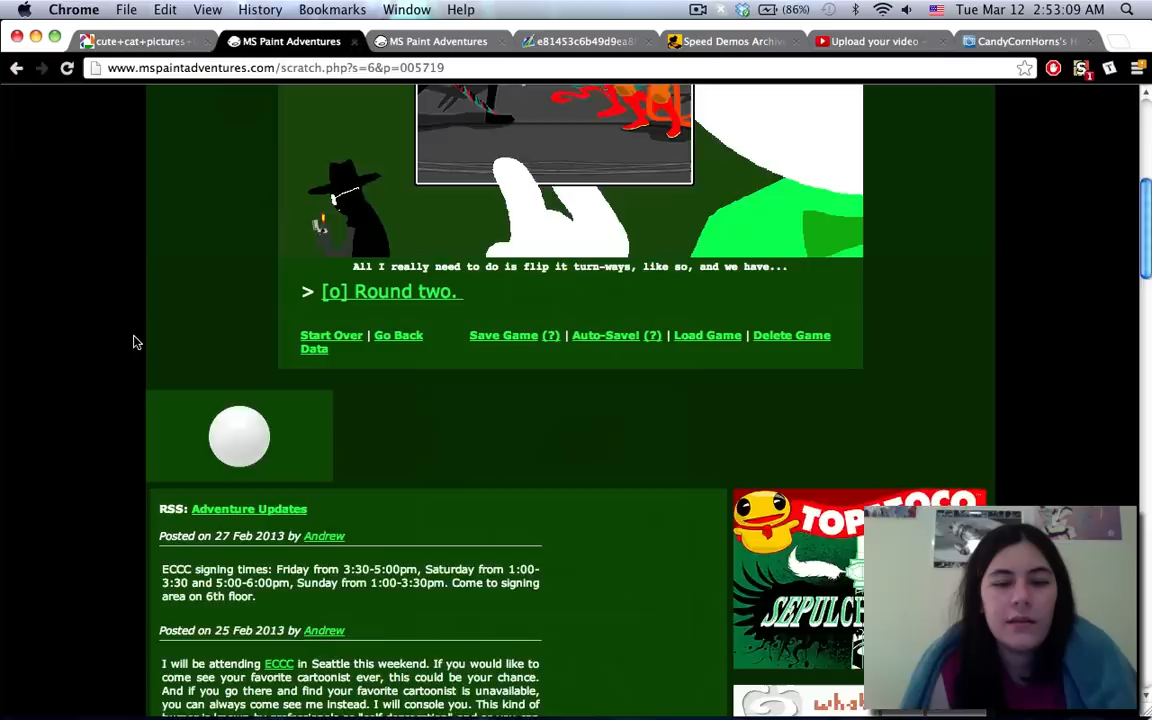 Chrome File Edit View History Bookmarks Window Help (86%) Tue Mar 12 2:53:09 AM
cute+cat+pictures MS Paint Adventures MS Paint Adventures e81453c6b49d9ea8 Speed Demos Archiv Upload your video – CandyCornHorns's
www.mspaintadventures.com/scratch.php?s=6&p=005719
All I really need to do is flip it turn-ways, like so, and we have...
> [o] Round two.
Start Over | Go Back Save Game (?) | Auto-Save! (?) | Load Game | Delete Game
Data
RSS: Adventure Updates
Posted on 27 Feb 2013 by Andrew
ECCC signing times: Friday from 3:30-5:00pm, Saturday from 1:00-
3:30 and 5:00-6:00pm, Sunday from 1:00-3:30pm. Come to signing
area on 6th floor.
Posted on 25 Feb 2013 by Andrew
I will be attending ECCC in Seattle this weekend. If you would like to
come see your favorite cartoonist ever, this could be your chance.
And if you go there and find your favorite cartoonist is unavailable,
you can always come see me instead. I will console you. This kind of
SEPULCH
what